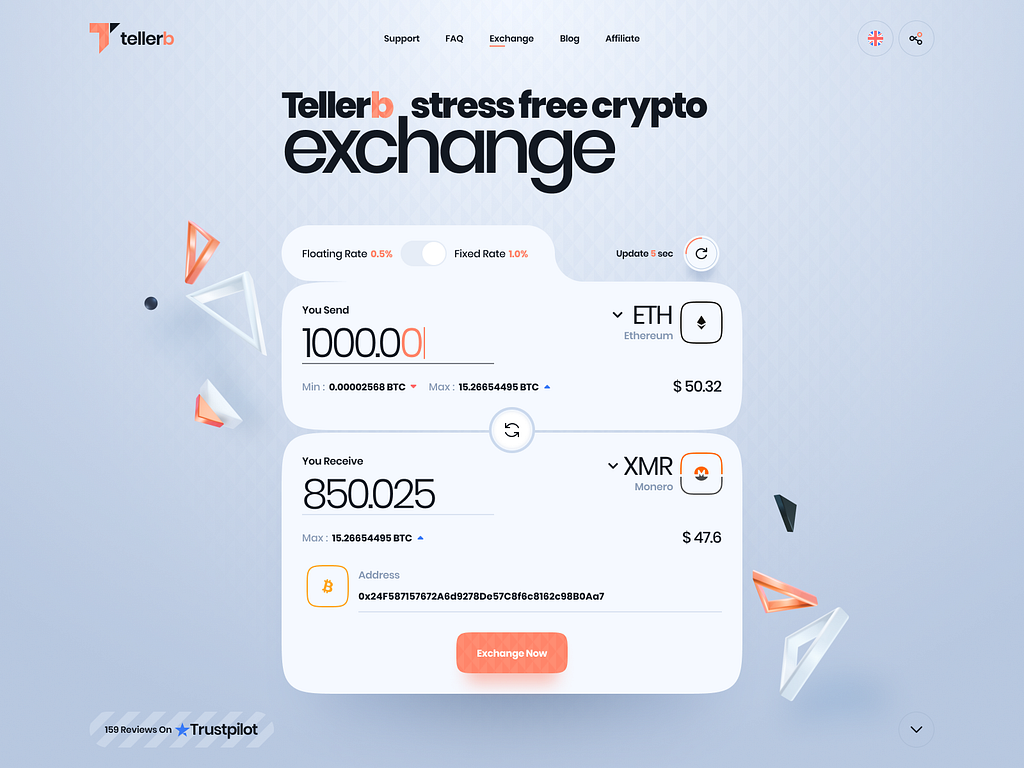 tellerb
Support FAQ Exchange Blog Affiliate
Tellerb stress free crypto
exchange
Floating Rate 0.5% Fixed Rate 1.0% Update 5 sec
You Send
ETH
1000.00
Ethereum
Min : 0.00002568 BTC Max : 15.26654495 BTC $ 50.32
You Receive
XMR
850.025
Monero
Max : 15.26654495 BTC $ 47.6
Address
0x24F587157672A6d9278De57C8f6c8162c98B0Aa7
Exchange Now
159 Reviews On Trustpilot